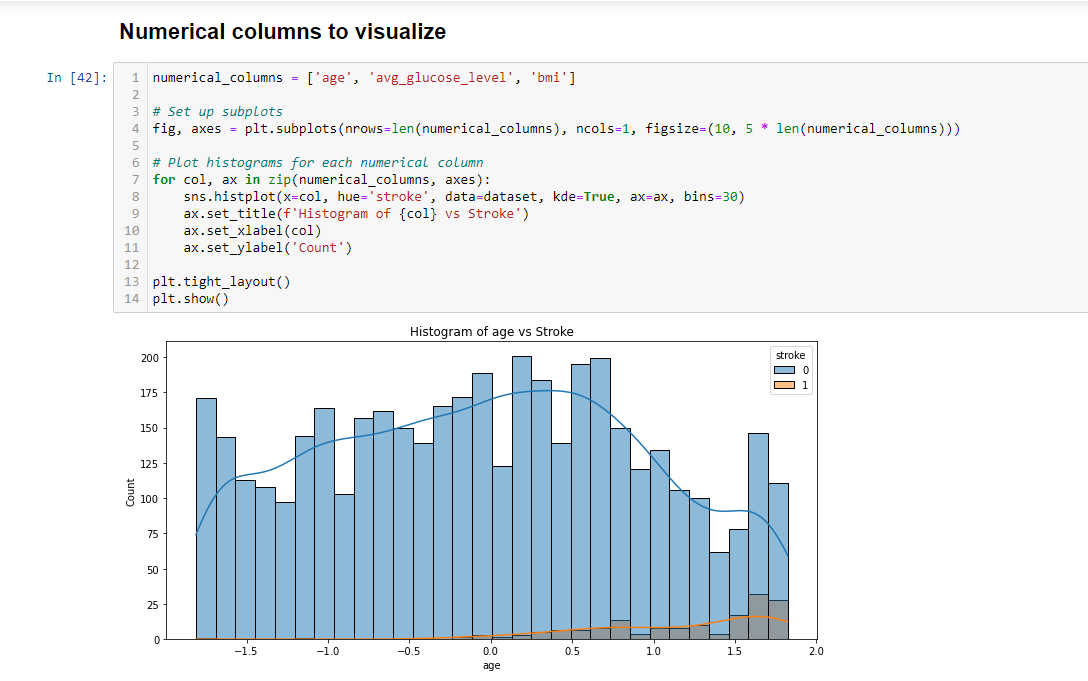 Numerical columns to visualize
In [42]:
1 numerical_columns = ['age', 'avg_glucose_level', 'bmi']
2
3 # Set up subplots
4 fig, axes = plt.subplots(nrows=len(numerical_columns), ncols=1, figsize=(10, 5 * len(numerical_columns)))
5
6 # Plot histograms for each numerical column
7 for col, ax in zip(numerical_columns, axes):
8     sns.histplot(x=col, hue='stroke', data=dataset, kde=True, ax=ax, bins=30)
9     ax.set_title(f'Histogram of {col} vs Stroke')
10     ax.set_xlabel(col)
11     ax.set_ylabel('Count')
12
13 plt.tight_layout()
14 plt.show()
Histogram of age vs Stroke
stroke
0
1
200
175
150
125
100
75
50
25
0
Count
−1.5 −1.0 −0.5 0.0 0.5 1.0 1.5 2.0
age